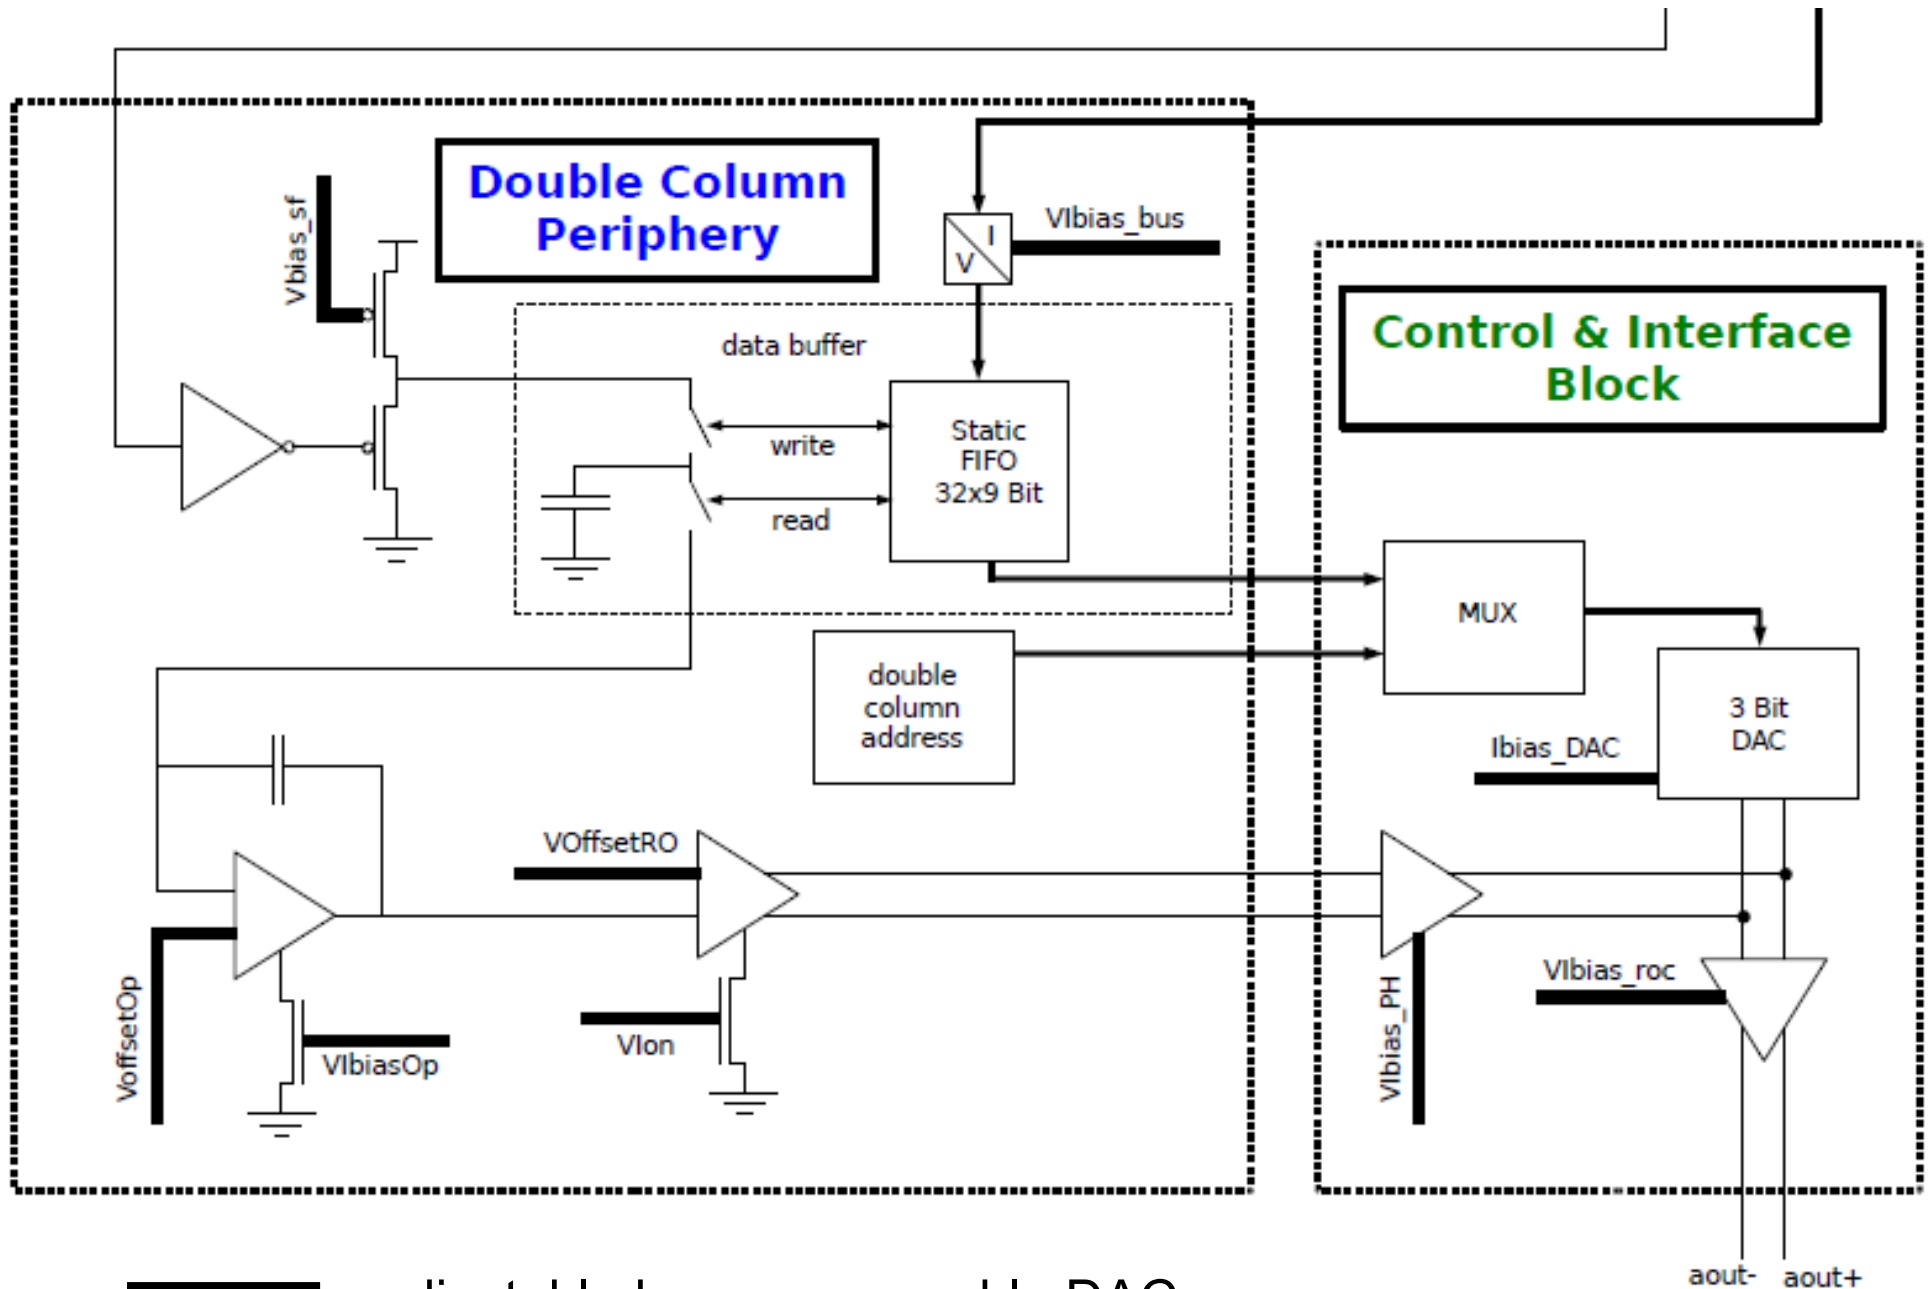 Double Column
Periphery
Vbias_sf
VIbias_bus
I
V
data buffer
Control & Interface
Block
Static
FIFO
32x9 Bit
write
read
MUX
double
column
address
3 Bit
DAC
Ibias_DAC
VOffsetRO
VoffsetOp
VIbiasOp
VIon
VIbias_PH
VIbias_roc
aout-
aout+
DAC